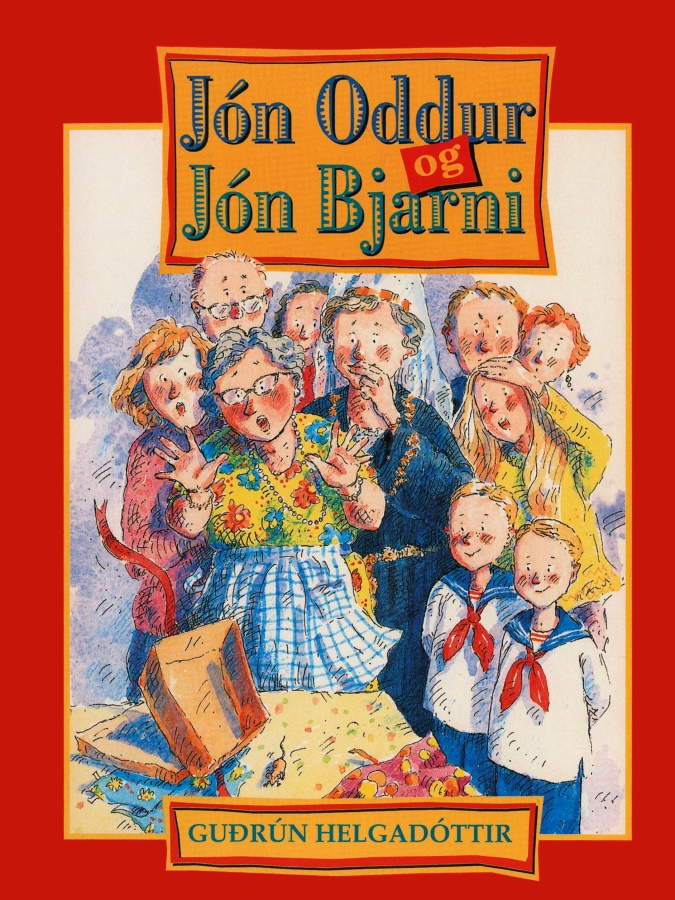 Jón Oddur
og
Jón Bjarni
GUÐRÚN HELGADÓTTIR